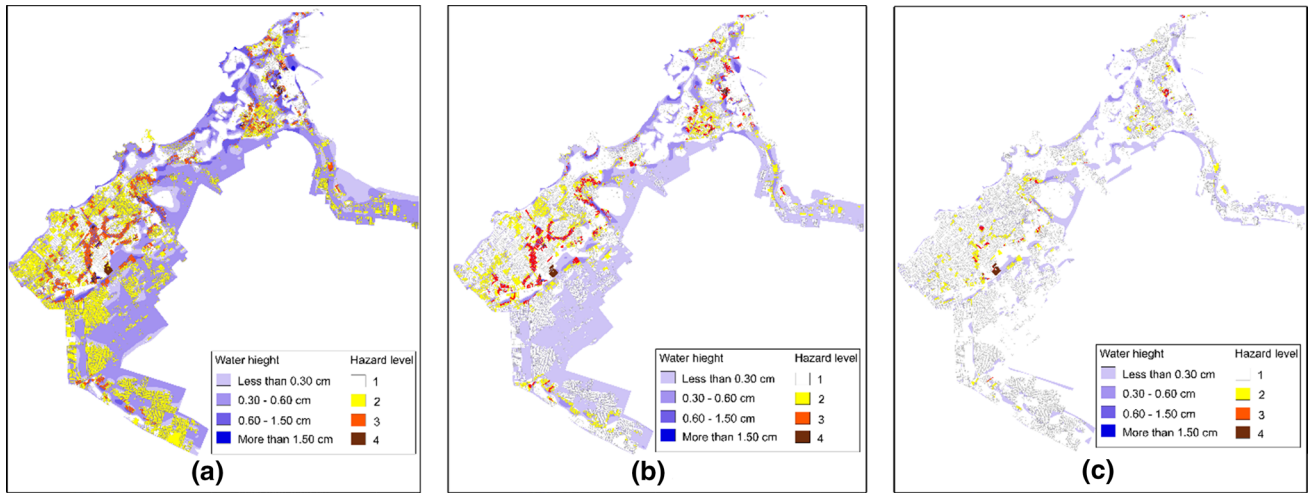 Water hieght Hazard level
Less than 0.30 cm 1
0.30 - 0.60 cm 2
0.60 - 1.50 cm 3
More than 1.50 cm 4
(a)
Water hieght Hazard level
Less than 0.30 cm 1
0.30 - 0.60 cm 2
0.60 - 1.50 cm 3
More than 1.50 cm 4
(b)
Water hieght Hazard level
Less than 0.30 cm 1
0.30 - 0.60 cm 2
0.60 - 1.50 cm 3
More than 1.50 cm 4
(c)